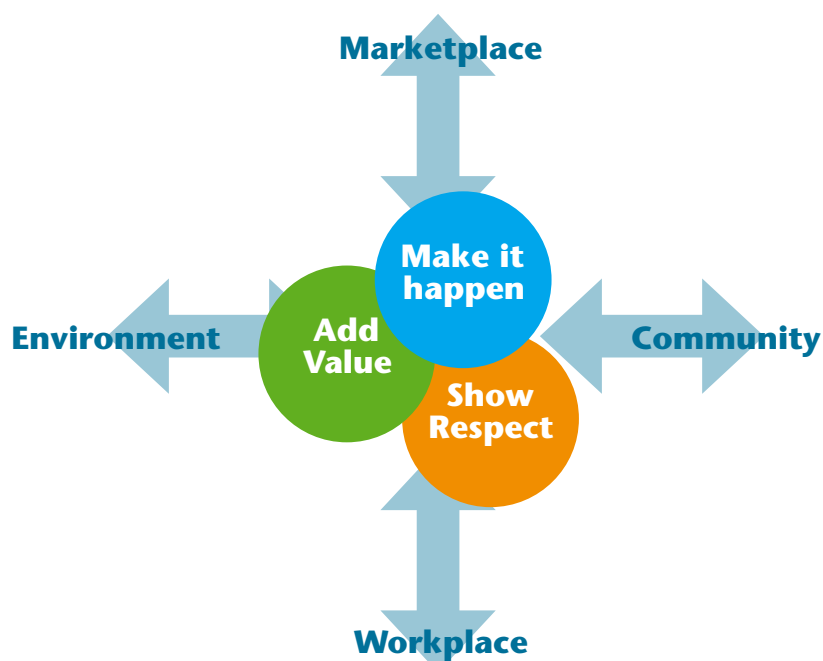 Marketplace
Make it
happen
Environment
Add
Value
Community
Show
Respect
Workplace